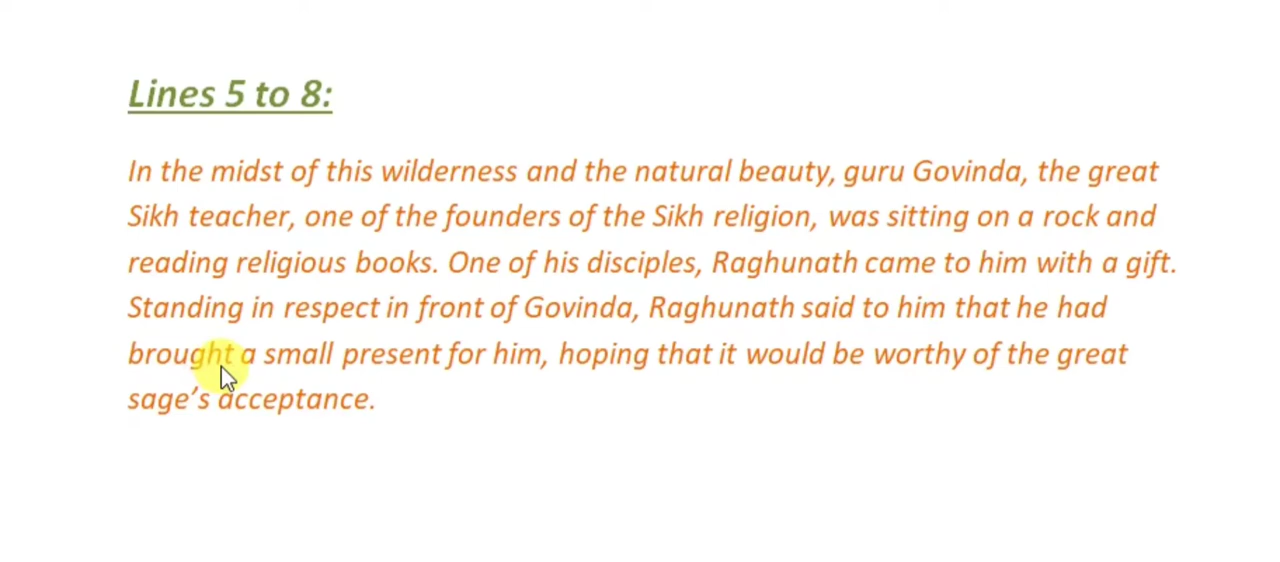 Lines 5 to 8:
In the midst of this wilderness and the natural beauty, guru Govinda, the great
Sikh teacher, one of the founders of the Sikh religion, was sitting on a rock and
reading religious books. One of his disciples, Raghunath came to him with a gift.
Standing in respect in front of Govinda, Raghunath said to him that he had
brought a small present for him, hoping that it would be worthy of the great
sage’s acceptance.